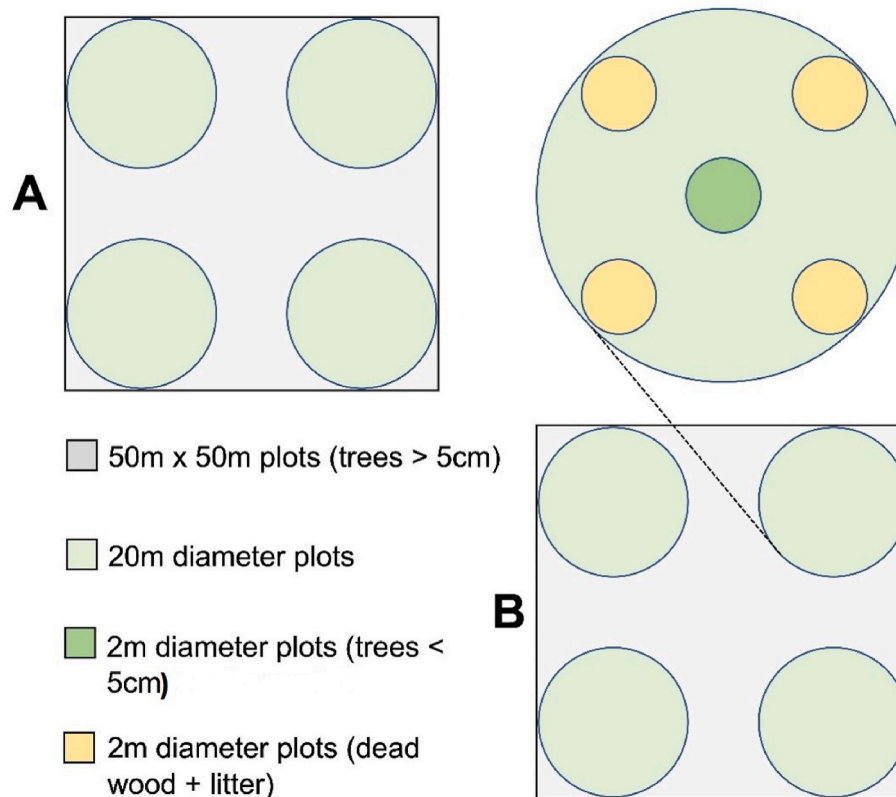 A
50m x 50m plots (trees > 5cm)
20m diameter plots
2m diameter plots (trees <
5cm)
2m diameter plots (dead
wood + litter)
B